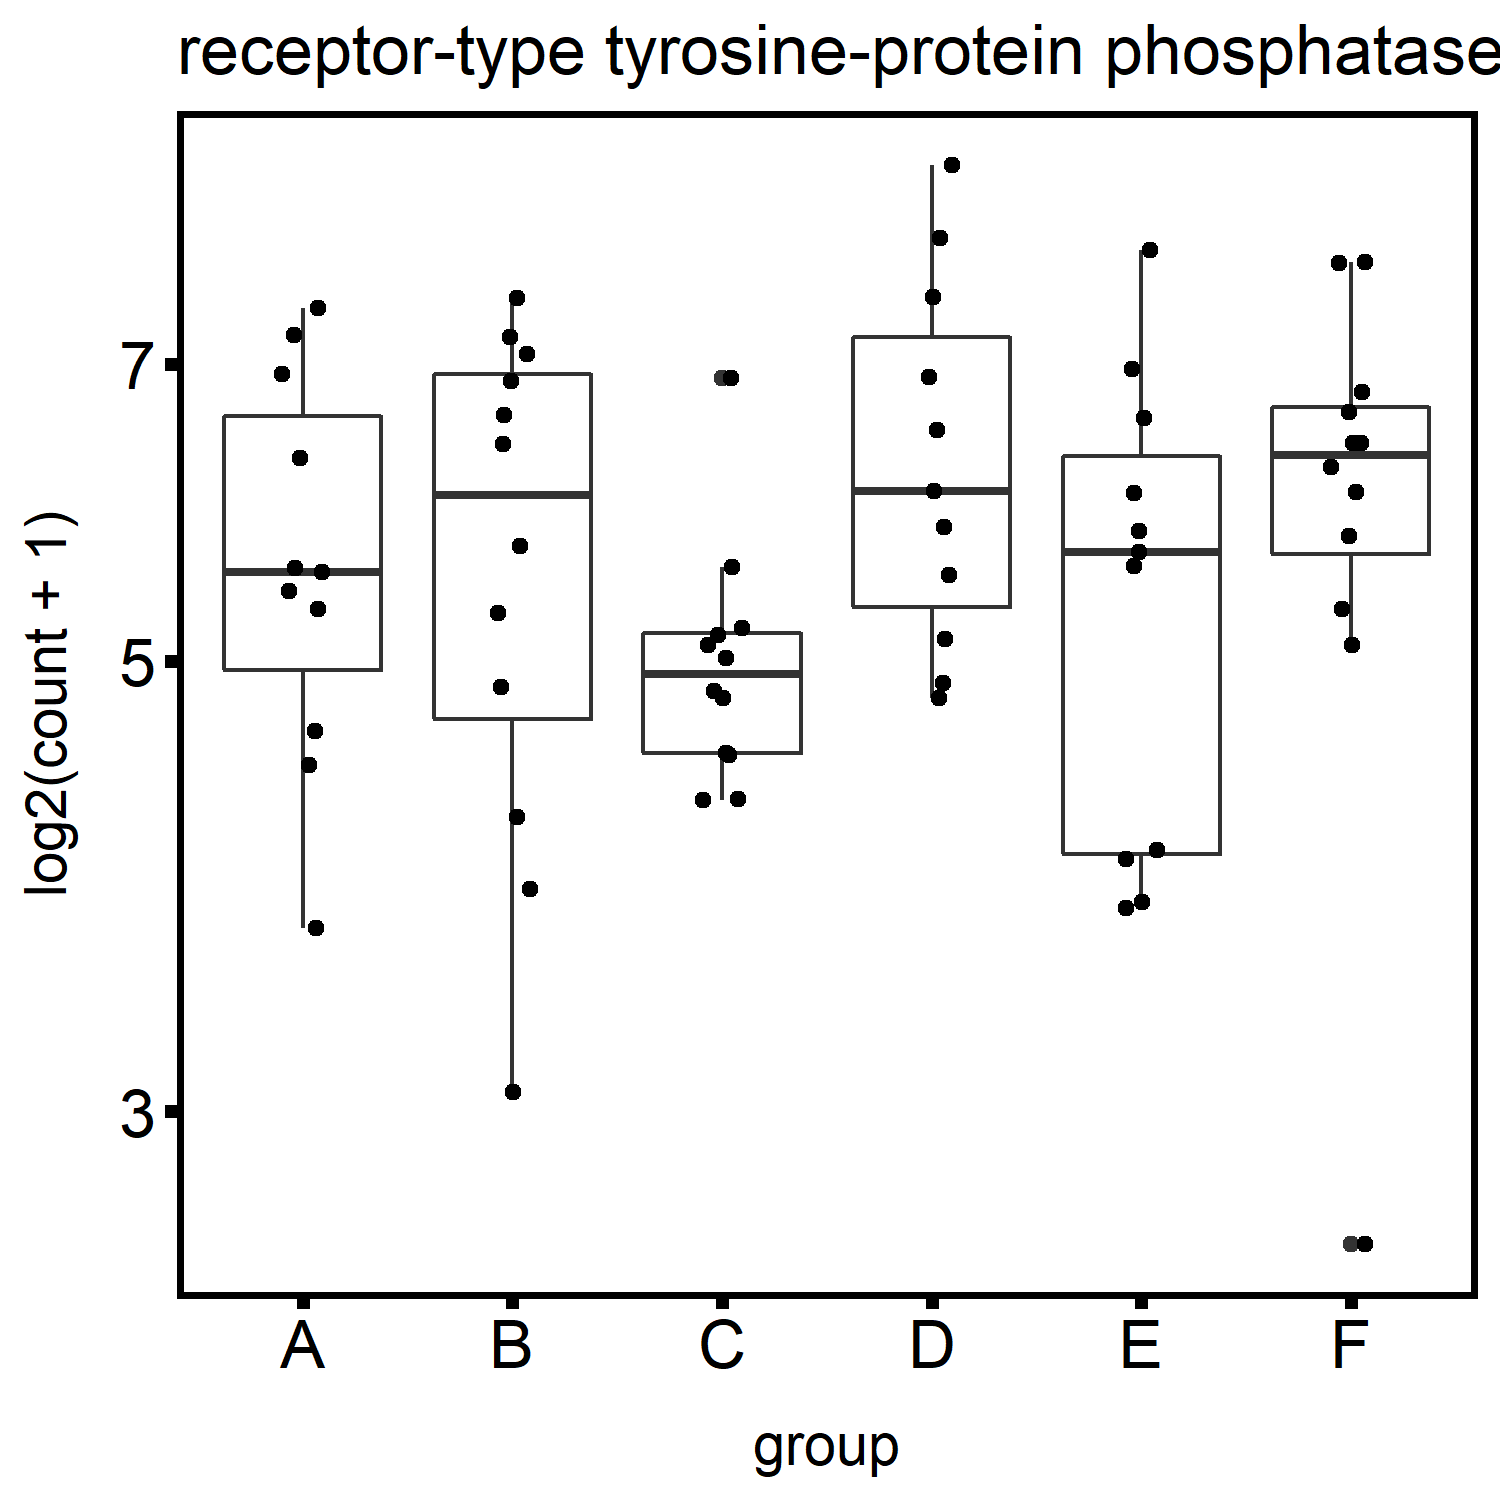 receptor-type tyrosine-protein phosphatase
log2(count + 1)
7
5
3
A B C D E F
group